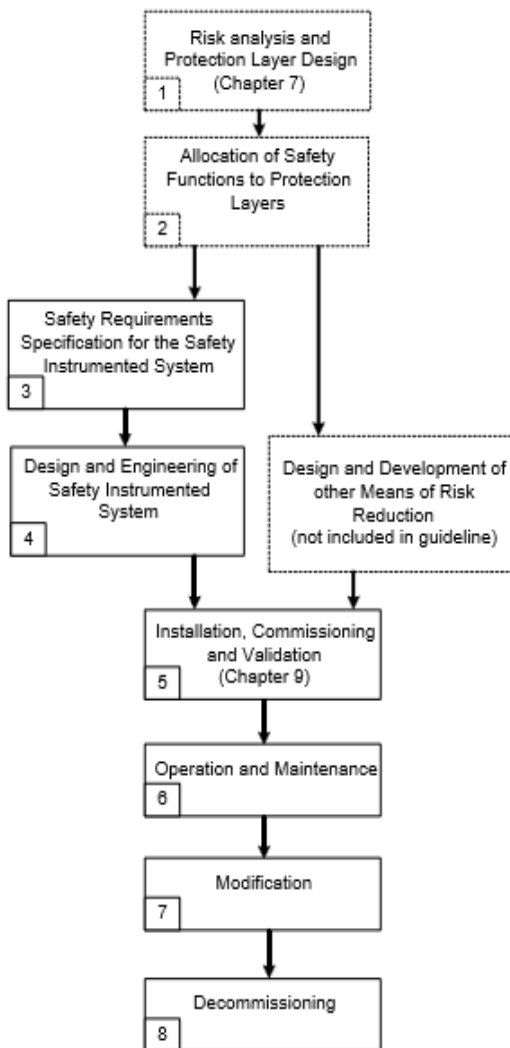 Risk analysis and
Protection Layer Design
(Chapter 7)
1
Allocation of Safety
Functions to Protection
Layers
2
Safety Requirements
Specification for the Safety
Instrumented System
3
Design and Engineering of
Safety Instrumented
System
4
Design and Development of
other Means of Risk
Reduction
(not included in guideline)
Installation, Commissioning
and Validation
(Chapter 9)
5
Operation and Maintenance
6
Modification
7
Decommissioning
8